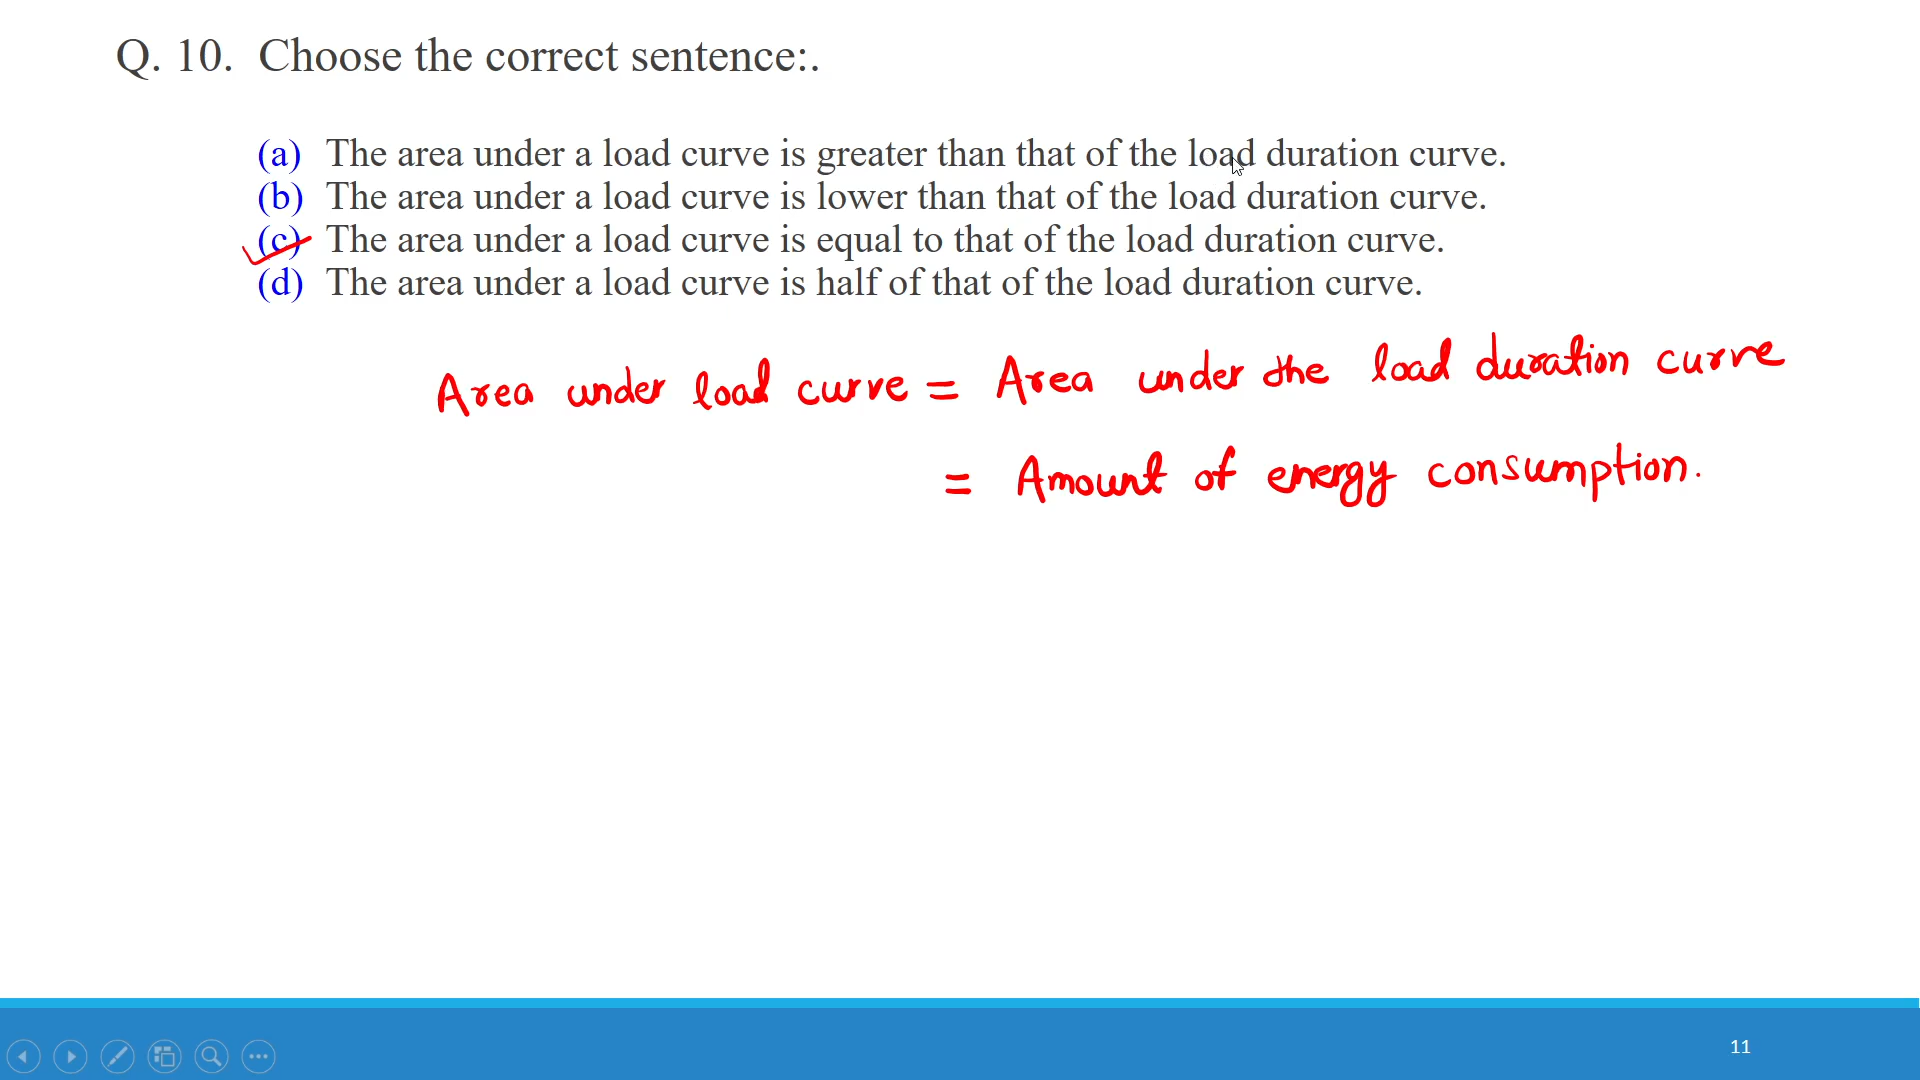 Q. 10. Choose the correct sentence:.
(a) The area under a load curve is greater than that of the load duration curve.
(b) The area under a load curve is lower than that of the load duration curve.
(c) The area under a load curve is equal to that of the load duration curve.
(d) The area under a load curve is half of that of the load duration curve.
Area under load curve = Area under the load duration curve
= Amount of energy consumption.
11